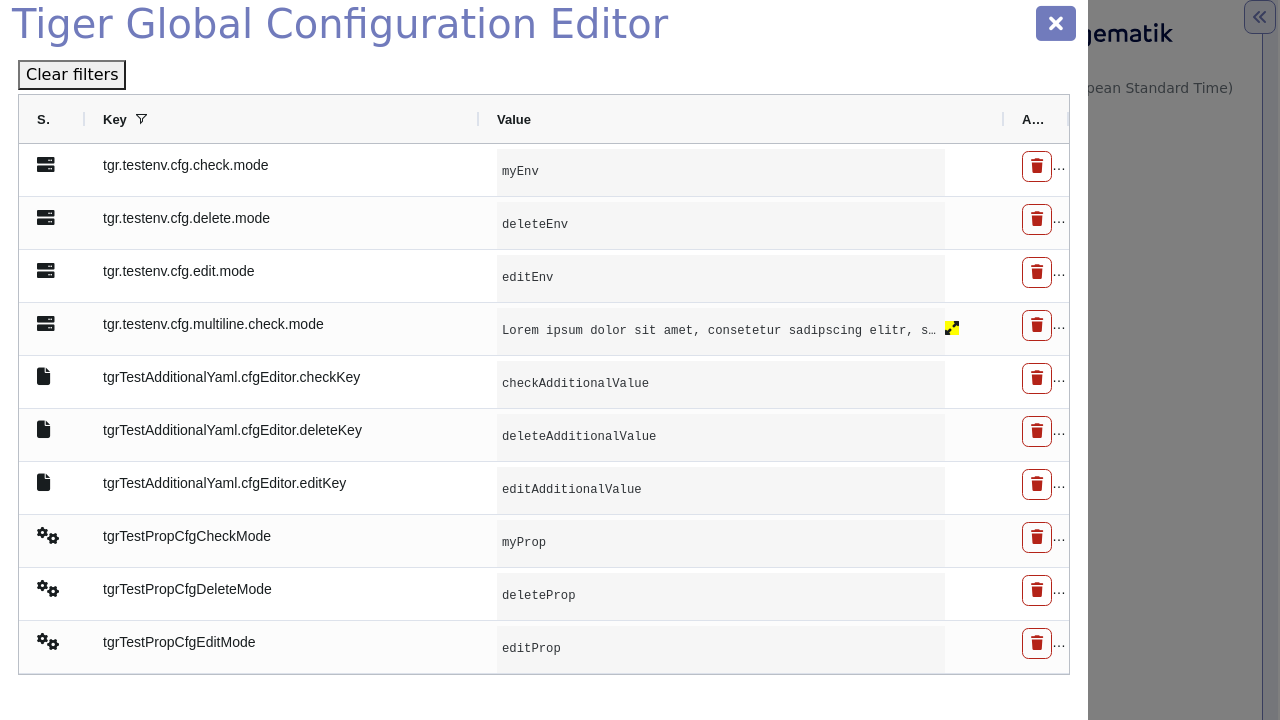 Tiger Global Configuration Editor
gematik
Clear filters
pean Standard Time)
S.
Key
Value
A...
tgr.testenv.cfg.check.mode
myEnv
...
tgr.testenv.cfg.delete.mode
deleteEnv
...
tgr.testenv.cfg.edit.mode
editEnv
...
tgr.testenv.cfg.multiline.check.mode
Lorem ipsum dolor sit amet, consetetur sadipscing elitr, s…
...
tgrTestAdditionalYaml.cfgEditor.checkKey
checkAdditionalValue
...
tgrTestAdditionalYaml.cfgEditor.deleteKey
deleteAdditionalValue
...
tgrTestAdditionalYaml.cfgEditor.editKey
editAdditionalValue
...
tgrTestPropCfgCheckMode
myProp
...
tgrTestPropCfgDeleteMode
deleteProp
...
tgrTestPropCfgEditMode
editProp
...